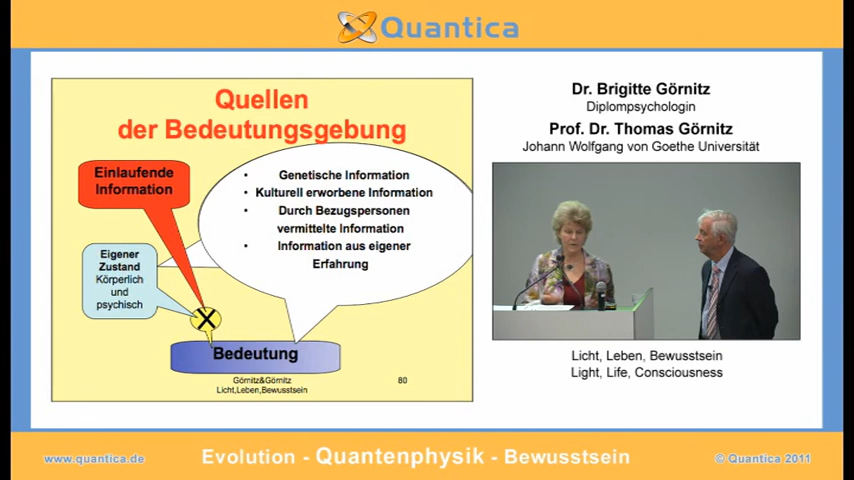 Quantica
Quellen
der Bedeutungsgebung
Einlaufende
Information
• Genetische Information
• Kulturell erworbene Information
• Durch Bezugspersonen
vermittelte Information
• Information aus eigener
Erfahrung
Eigener
Zustand
Körperlich
und
psychisch
X
Bedeutung
Görnitz&Görnitz
Licht,Leben,Bewusstsein
80
Dr. Brigitte Görnitz
Diplompsychologin
Prof. Dr. Thomas Görnitz
Johann Wolfgang von Goethe Universität
Licht, Leben, Bewusstsein
Light, Life, Consciousness
www.quantica.de
Evolution - Quantenphysik - Bewusstsein
© Quantica 2011